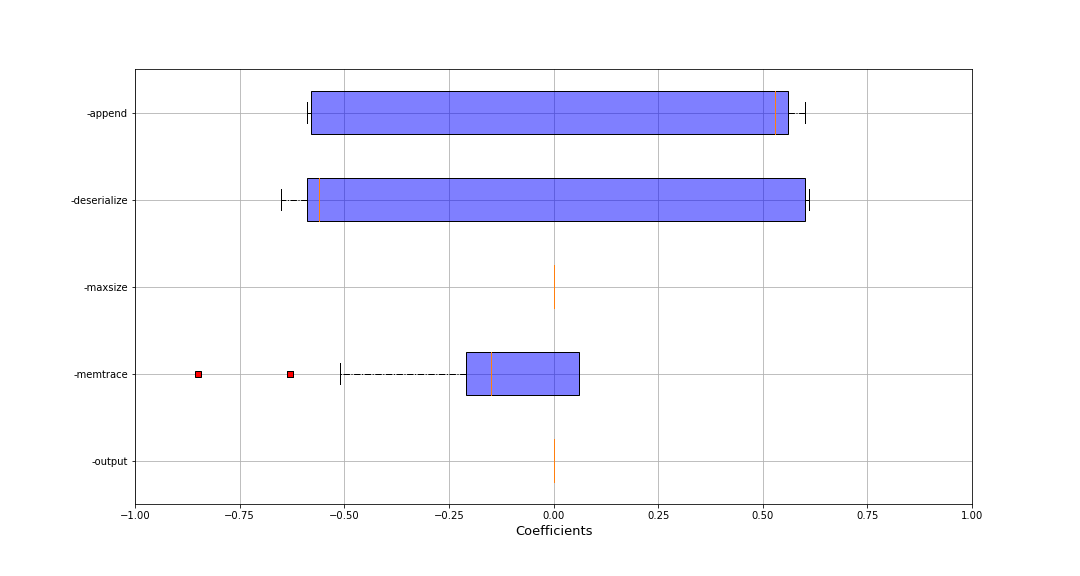 -append
-deserialize
-maxsize
-memtrace
-output
−1.00 −0.75 −0.50 −0.25 0.00 0.25 0.50 0.75 1.00
Coefficients